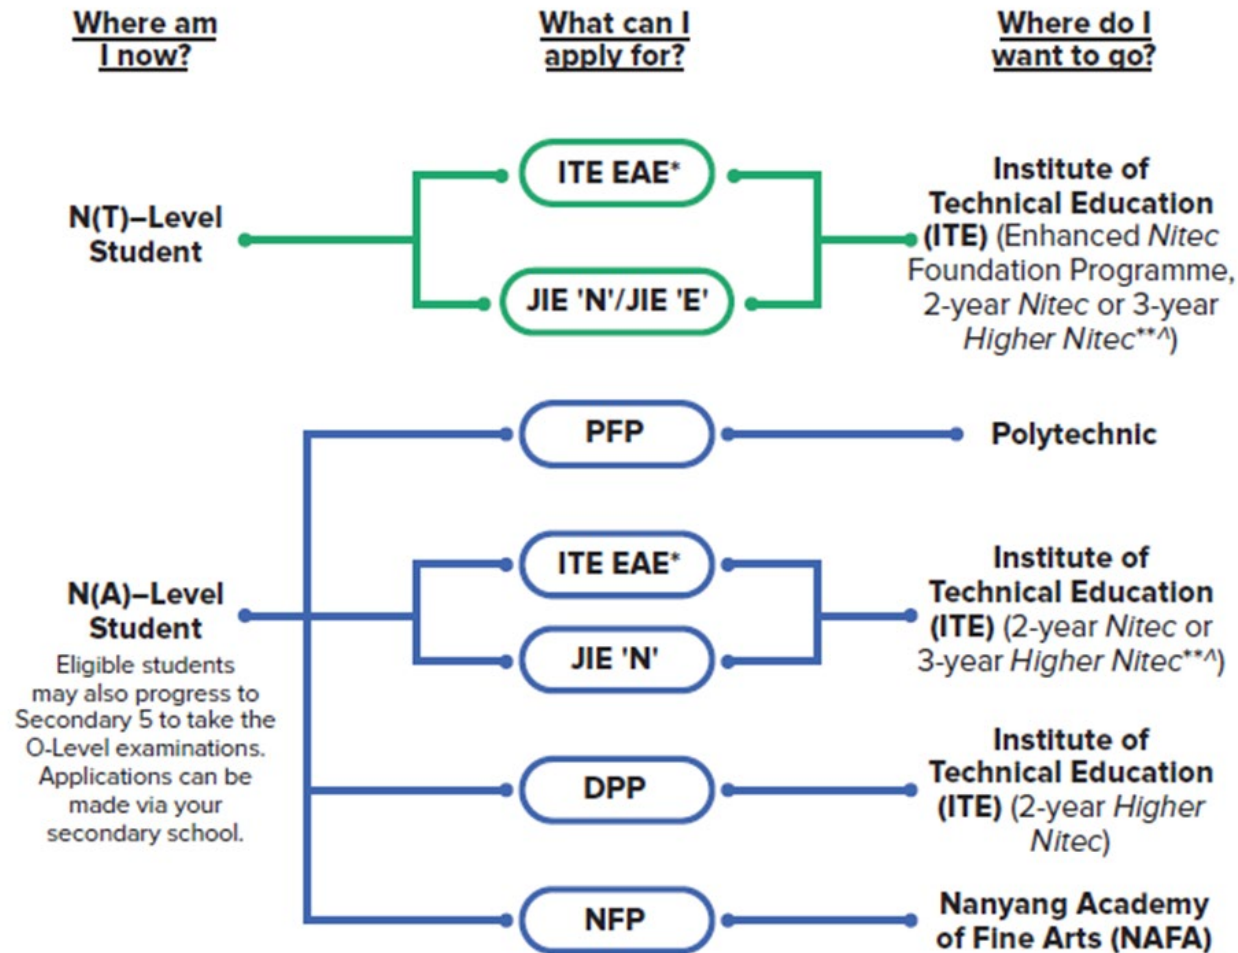 Where am
I now?
What can I
apply for?
Where do I
want to go?
N(T)–Level
Student
ITE EAE*
JIE 'N'/JIE 'E'
Institute of
Technical Education
(ITE) (Enhanced Nitec
Foundation Programme,
2-year Nitec or 3-year
Higher Nitec**^)
N(A)–Level
Student
Eligible students
may also progress to
Secondary 5 to take the
O-Level examinations.
Applications can be
made via your
secondary school.
PFP
Polytechnic
ITE EAE*
JIE 'N'
Institute of
Technical Education
(ITE) (2-year Nitec or
3-year Higher Nitec**^)
DPP
Institute of
Technical Education
(ITE) (2-year Higher
Nitec)
NFP
Nanyang Academy
of Fine Arts (NAFA)